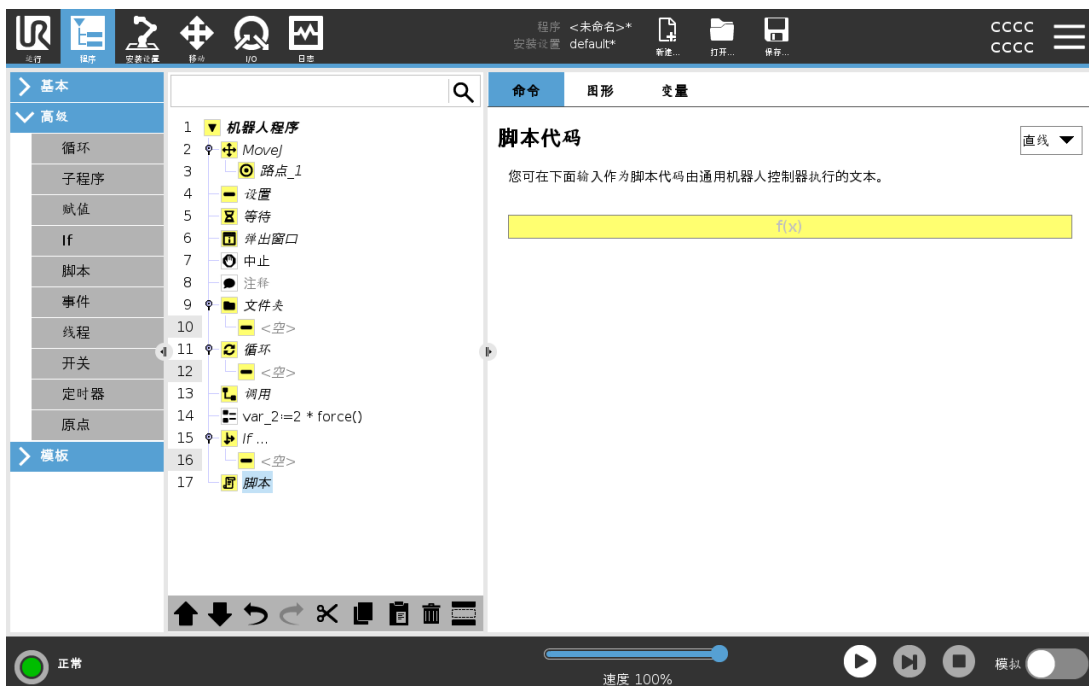 程序 <未命名>*
安装设置 default*
CCCC
CCCC
运行
程序
安装设置
移动
I/O
日志
新建...
打开...
保存...
基本
高级
循环
子程序
赋值
If
脚本
事件
线程
开关
定时器
原点
模板
1 机器人程序
2 MoveJ
3 路点_1
4 设置
5 等待
6 弹出窗口
7 中止
8 注释
9 文件夹
10 <空>
11 循环
12 <空>
13 调用
14 var_2:=2 * force()
15 If ...
16 <空>
17 脚本
命令 图形 变量
脚本代码
直线
您可在下面输入作为脚本代码由通用机器人控制器执行的文本。
f(x)
正常
速度 100%
模拟